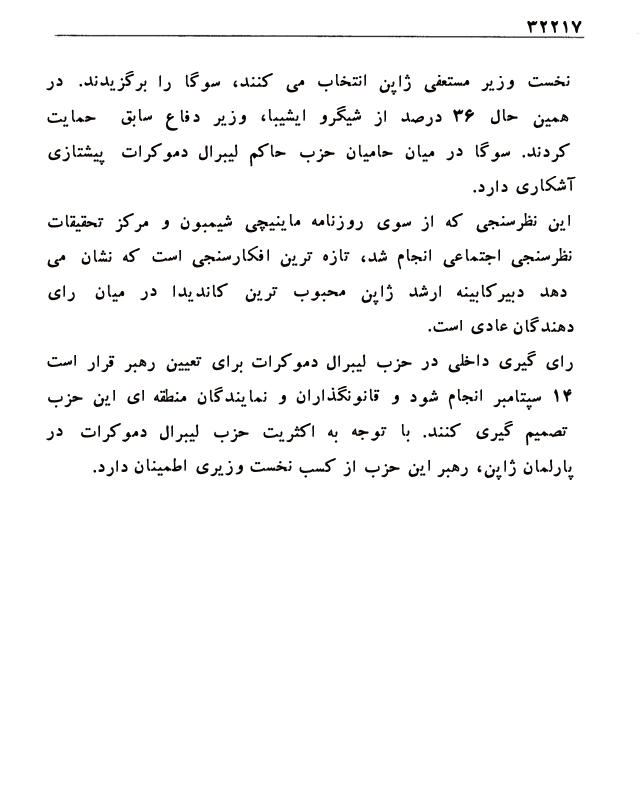 ۳۲۲۱۷
نخست وزیر مستعفی ژاپن انتخاب می کنند، سوگا را برگزیدند. در
همین حال ۳۶ درصد از شیگرو ایشیبا، وزیر دفاع سابق حمایت
کردند. سوگا در میان حامیان حزب حاکم لیبرال دموکرات پیشتازی
آشکاری دارد.
این نظرسنجی که از سوی روزنامه ماینیچی شیمبون و مرکز تحقیقات
نظرسنجی اجتماعی انجام شد، تازه ترین افکارسنجی است که نشان می
دهد دبیرکابینه ارشد ژاپن محبوب ترین کاندیدا در میان رای
دهندگان عادی است.
رای گیری داخلی در حزب لیبرال دموکرات برای تعیین رهبر قرار است
۱۴ سپتامبر انجام شود و قانونگذاران و نمایندگان منطقه ای این حزب
تصمیم گیری کنند. با توجه به اکثریت حزب لیبرال دموکرات در
پارلمان ژاپن، رهبر این حزب از کسب نخست وزیری اطمینان دارد.